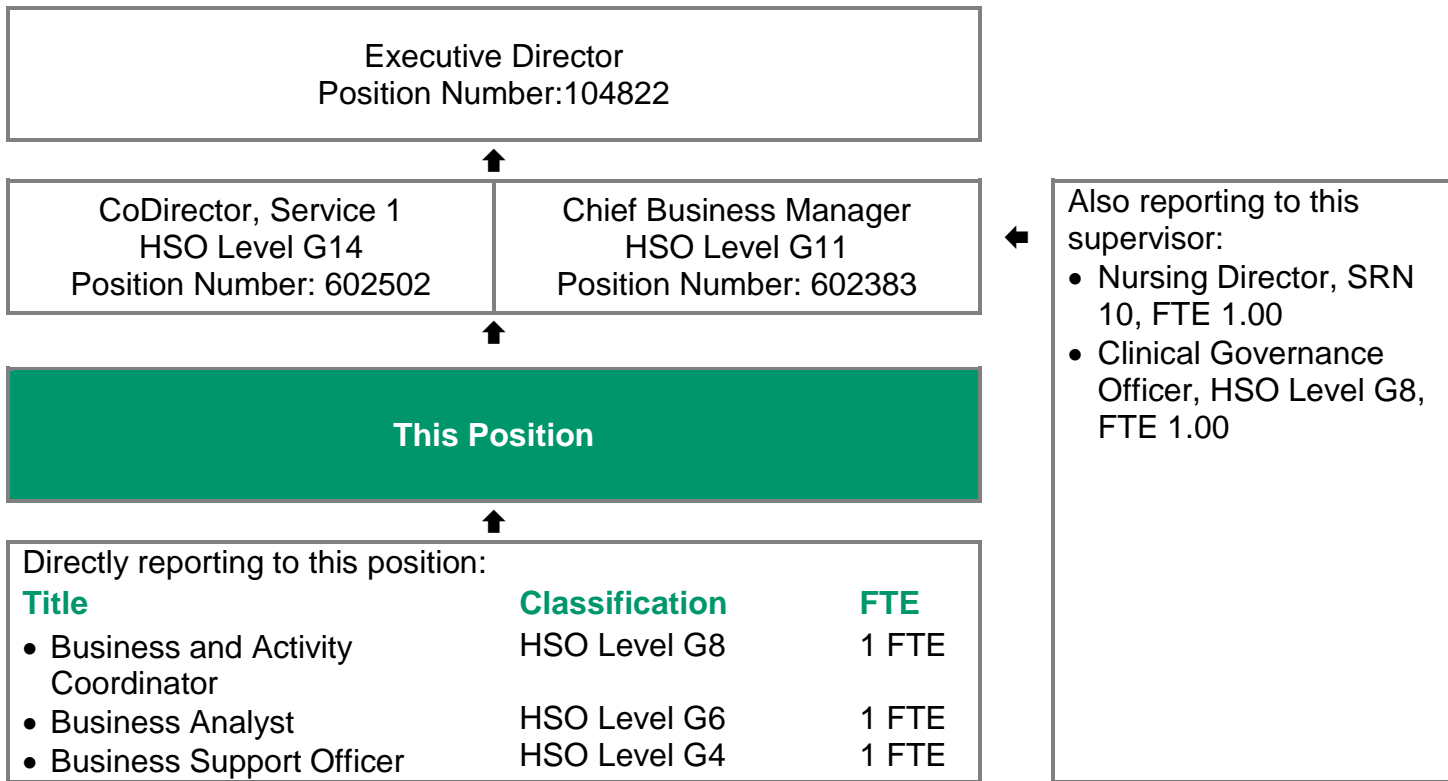 Executive Director
Position Number:104822
CoDirector, Service 1
HSO Level G14
Position Number: 602502
Chief Business Manager
HSO Level G11
Position Number: 602383
Also reporting to this
supervisor:
• Nursing Director, SRN
10, FTE 1.00
• Clinical Governance
Officer, HSO Level G8,
FTE 1.00
This Position
Directly reporting to this position:
Title Classification FTE
• Business and Activity HSO Level G8 1 FTE
Coordinator
• Business Analyst HSO Level G6 1 FTE
• Business Support Officer HSO Level G4 1 FTE